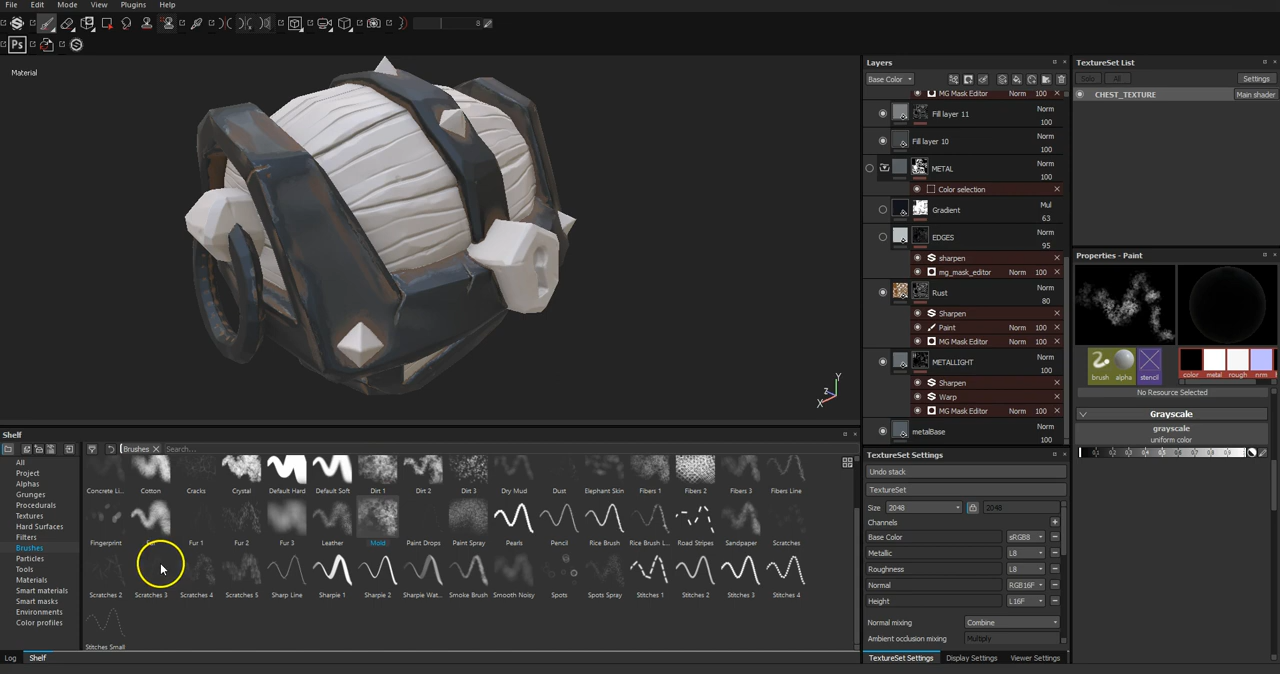 File Edit Mode View Plugins Help
8
Ps
Material
Y
Z
X
Layers
Base Color
MG Mask Editor Norm 100
Fill layer 11 Norm 100
Fill layer 10 Norm 100
METAL Norm 100
Color selection
Gradient Mul 63
EDGES Norm 95
sharpen
mg_mask_editor Norm 100
Rust Norm 80
Sharpen
Paint Norm 100
MG Mask Editor Norm 100
METALLIGHT Norm 100
Sharpen
Warp
MG Mask Editor Norm 100
metalBase Norm 100
TextureSet Settings
Undo stack
TextureSet
Size 2048 2048
Channels
Base Color sRGB8
Metallic L8
Roughness L8
Normal RGB16F
Height L16F
Normal mixing Combine
Ambient occlusion mixing Multiply
TextureSet Settings Display Settings Viewer Settings
TextureSet List
Solo All Settings
CHEST_TEXTURE Main shader
Properties - Paint
brush alpha stencil color metal rough nrm
No Resource Selected
Grayscale
grayscale
uniform color
Shelf
Brushes Search...
All
Project
Alphas
Grunges
Procedurals
Textures
Hard Surfaces
Filters
Brushes
Particles
Tools
Materials
Smart materials
Smart masks
Environments
Color profiles
Concrete Li... Cotton Cracks Crystal Default Hard Default Soft Dirt 1 Dirt 2 Dirt 3 Dry Mud Dust Elephant Skin Fibers 1 Fibers 2 Fibers 3 Fibers Line
Fingerprint Fur 1 Fur 2 Fur 3 Leather Mold Paint Drops Paint Spray Pearls Pencil Rice Brush Rice Brush L... Road Stripes Sandpaper Scratches
Scratches 2 Scratches 3 Scratches 4 Scratches 5 Sharp Line Sharpie 1 Sharpie 2 Sharpie Wat... Smoke Brush Smooth Noisy Spots Spots Spray Stitches 1 Stitches 2 Stitches 3 Stitches 4
Stitches Small
Log Shelf